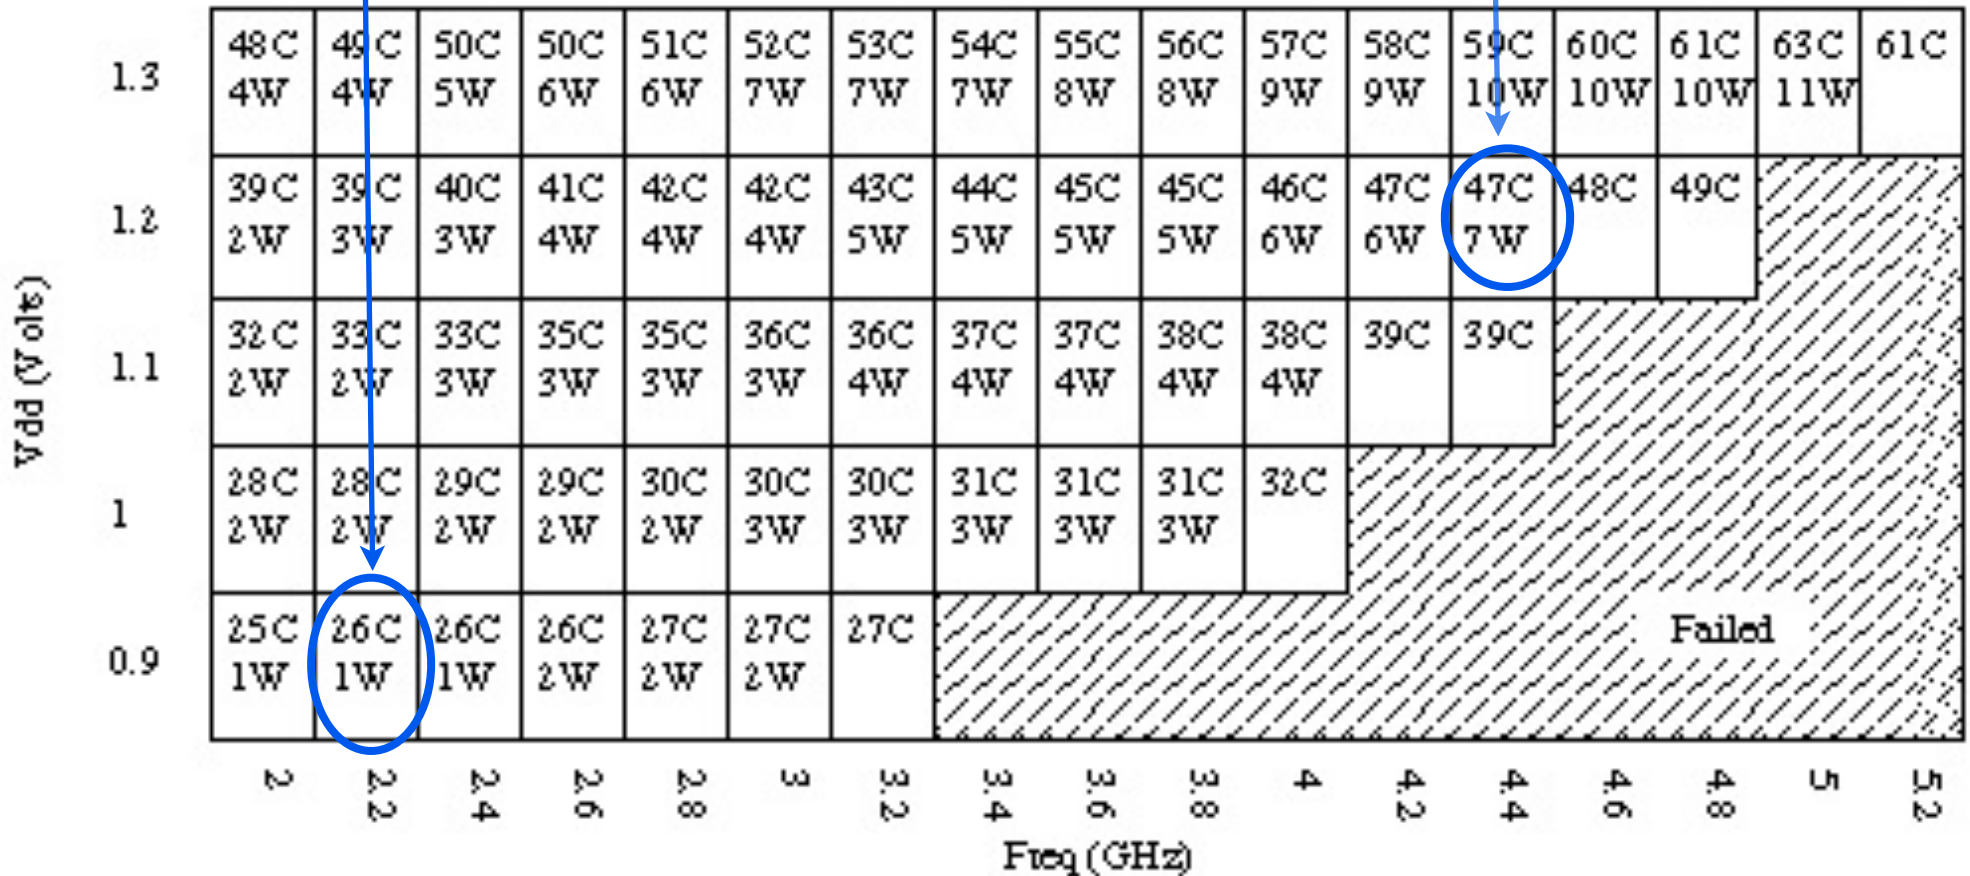 48C 49C 50C 50C 51C 52C 53C 54C 55C 56C 57C 58C 59C 60C 61C 63C 61C
1.3
4W 4W 5W 6W 6W 7W 7W 7W 8W 8W 9W 9W 10W 10W 10W 11W
39C 39C 40C 41C 42C 42C 43C 44C 45C 45C 46C 47C 47C 48C 49C
1.2
2W 3W 3W 4W 4W 4W 5W 5W 5W 5W 6W 6W 7W
32C 33C 33C 35C 35C 36C 36C 37C 37C 38C 38C 39C 39C
1.1
2W 2W 3W 3W 3W 3W 4W 4W 4W 4W 4W
28C 28C 29C 29C 30C 30C 30C 31C 31C 31C 32C
1
2W 2W 2W 2W 2W 3W 3W 3W 3W 3W
25C 26C 26C 26C 27C 27C 27C
0.9
1W 1W 1W 2W 2W 2W
Failed
Vdd (Volts)
2 2.2 2.4 2.6 2.8 3 3.2 3.4 3.6 3.8 4 4.2 4.4 4.6 4.8 5 5.2
Freq (GHz)